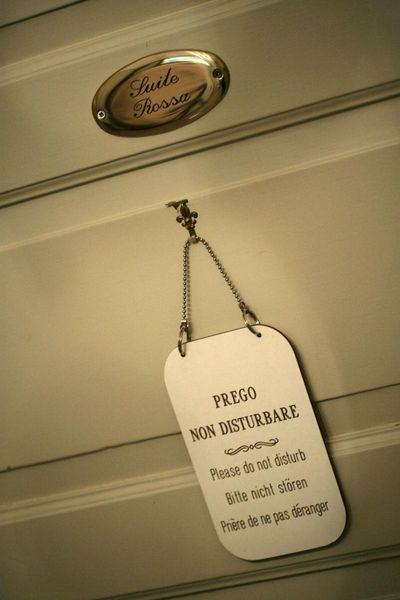 Suite
Rossa
PREGO
NON DISTURBARE
Please do not disturb
Bitte nicht stören
Prière de ne pas déranger